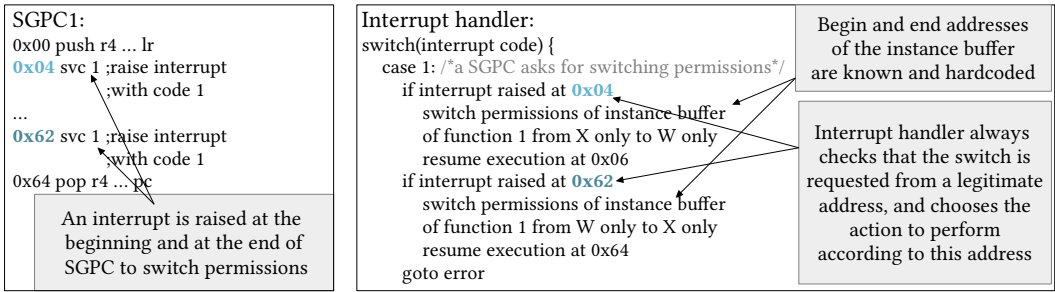 SGPC1:
0x00 push r4 ... lr
0x04 svc 1 ;raise interrupt
;with code 1
...
0x62 svc 1 ;raise interrupt
;with code 1
0x64 pop r4 ... pc
An interrupt is raised at the
beginning and at the end of
SGPC to switch permissions
Interrupt handler:
switch(interrupt code) {
case 1: /*a SGPC asks for switching permissions*/
if interrupt raised at 0x04
switch permissions of instance buffer
of function 1 from X only to W only
resume execution at 0x06
if interrupt raised at 0x62
switch permissions of instance buffer
of function 1 from W only to X only
resume execution at 0x64
goto error
Begin and end addresses
of the instance buffer
are known and hardcoded
Interrupt handler always
checks that the switch is
requested from a legitimate
address, and chooses the
action to perform
according to this address